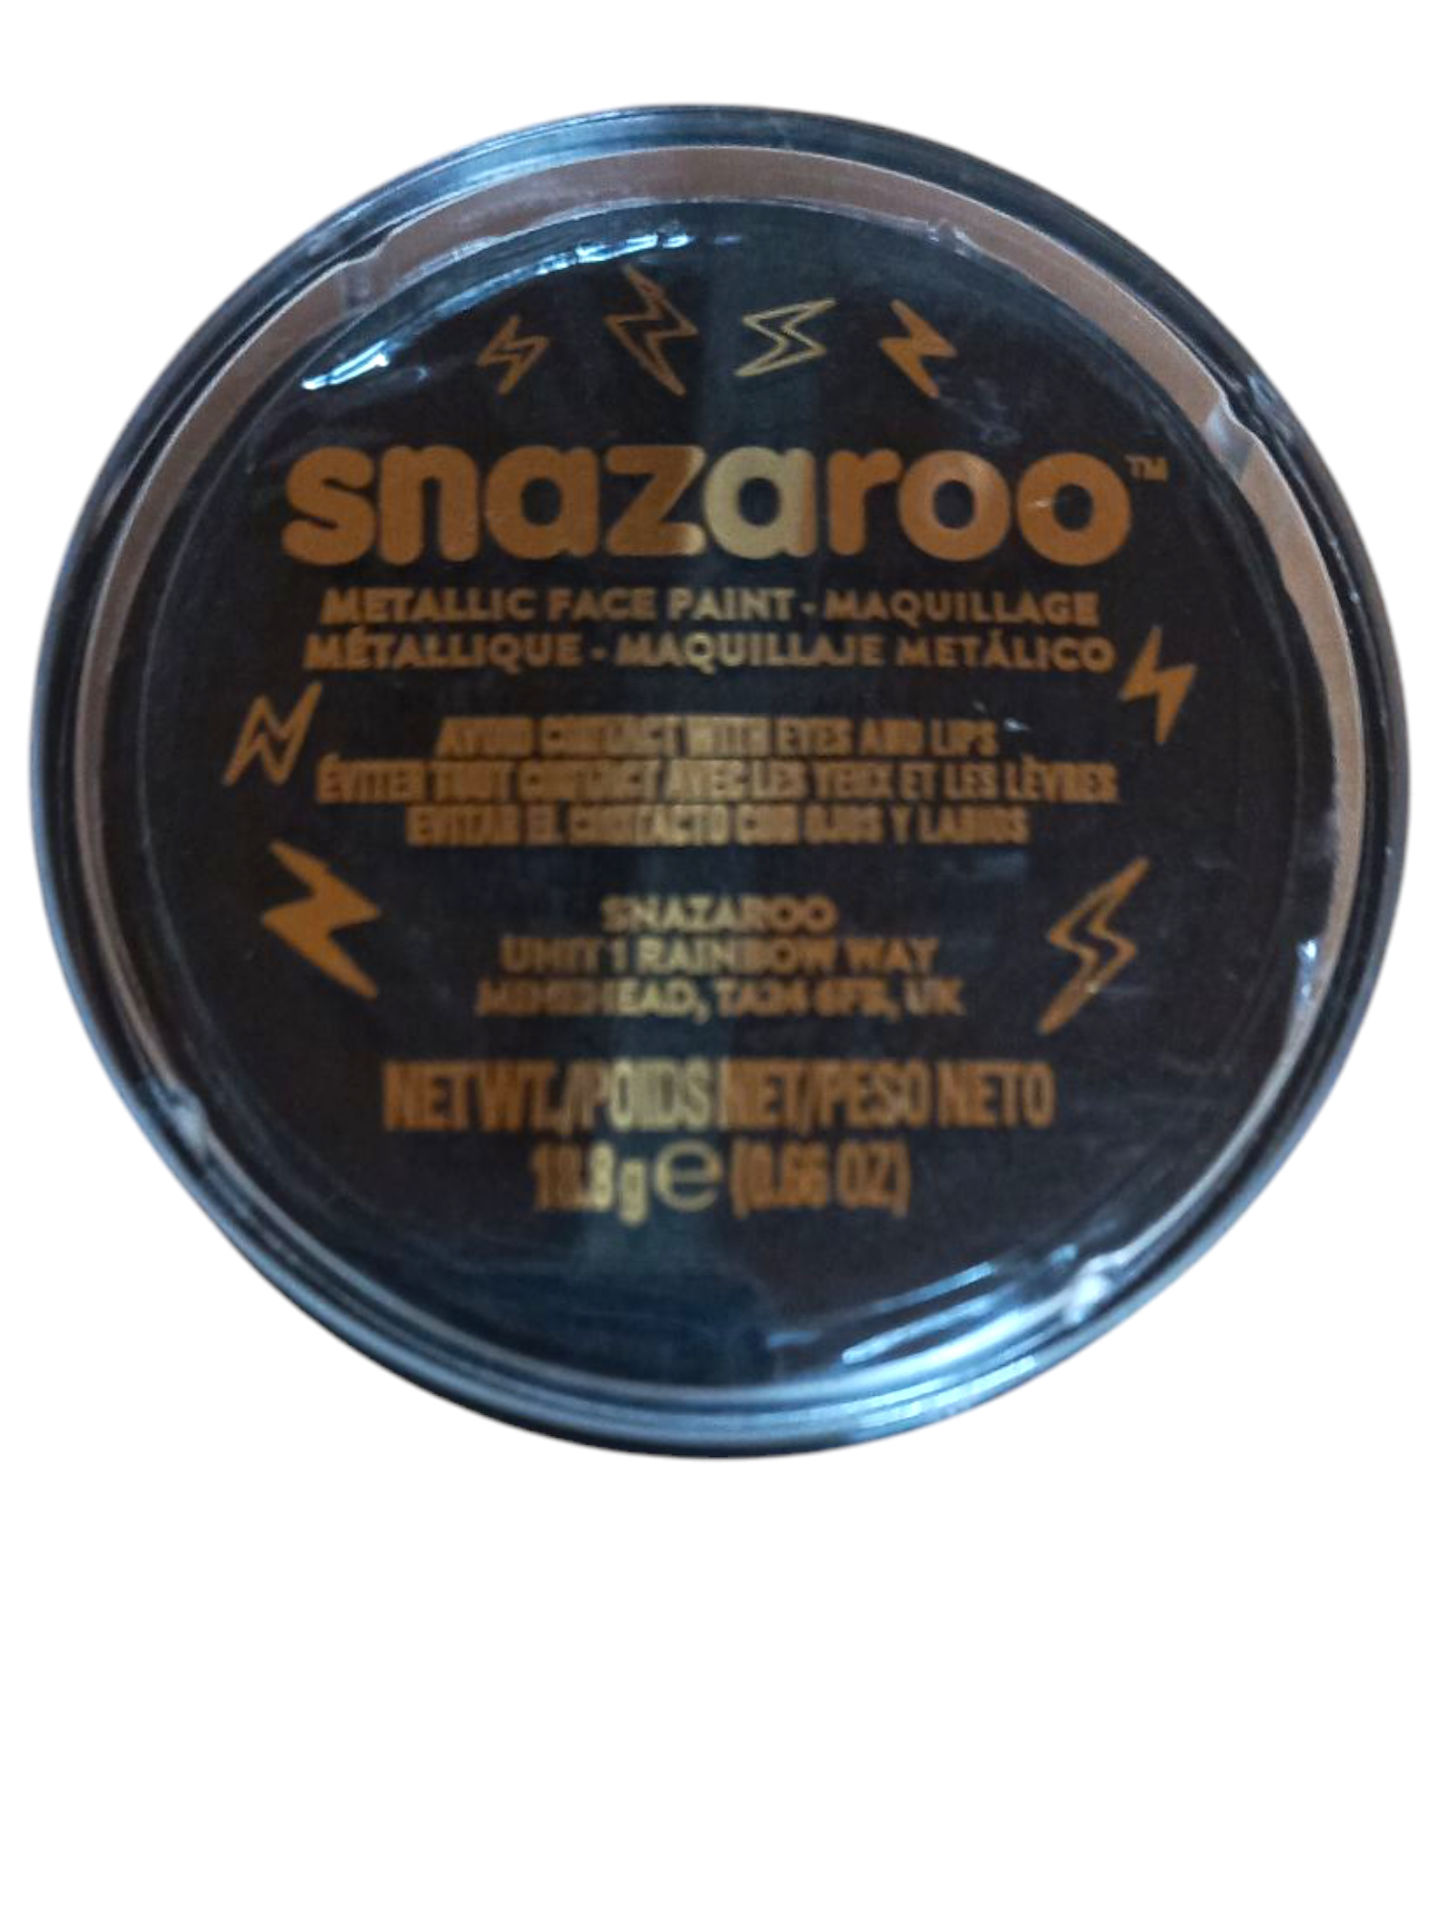 snazaroo™
METALLIC FACE PAINT - MAQUILLAGE
MÉTALLIQUE - MAQUILLAJE METÁLICO
AVOID CONTACT WITH EYES AND LIPS
ÉVITER TOUT CONTACT AVEC LES YEUX ET LES LÈVRES
EVITAR EL CONTACTO CON OJOS Y LABIOS
SNAZAROO
UNIT 1 RAINBOW WAY
MINEHEAD, TA24 6FB, UK
NET WT./POIDS NET/PESO NETO
18.8g e (0.66 OZ)